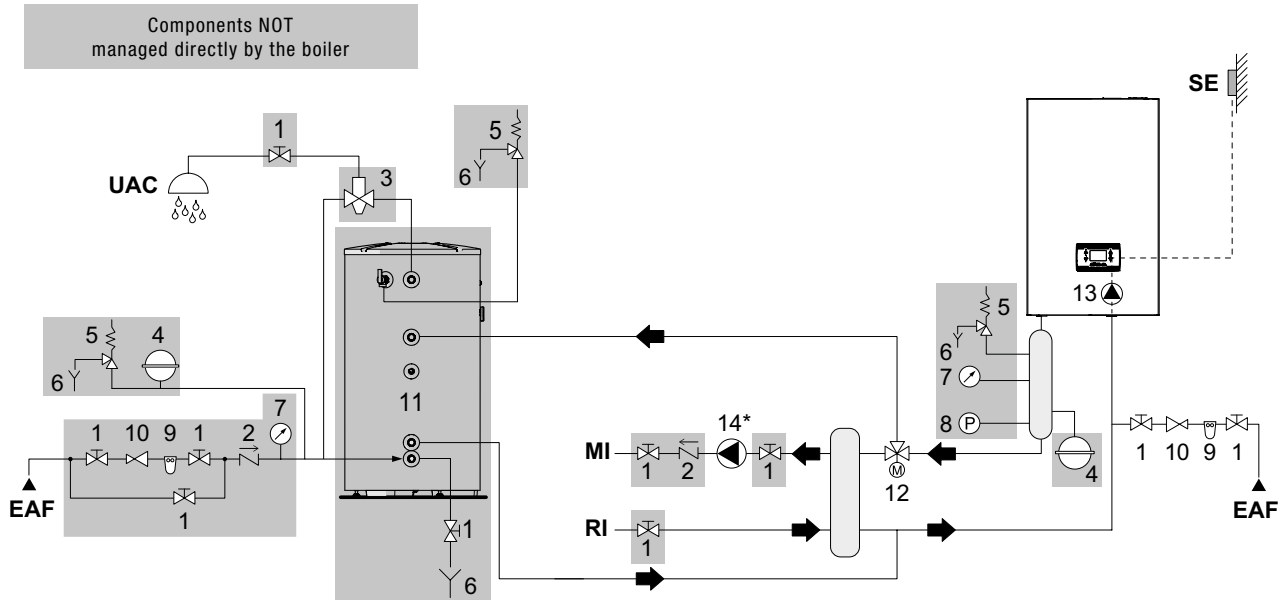 Components NOT
managed directly by the boiler
SE
1
5
UAC
3
6
13
5
4
5
6
6
7
11
7
8 P
14*
1 10 9 1 2
MI
1 2 1
M
12
4
1 10 9 1
EAF
1
EAF
1
RI
1
6